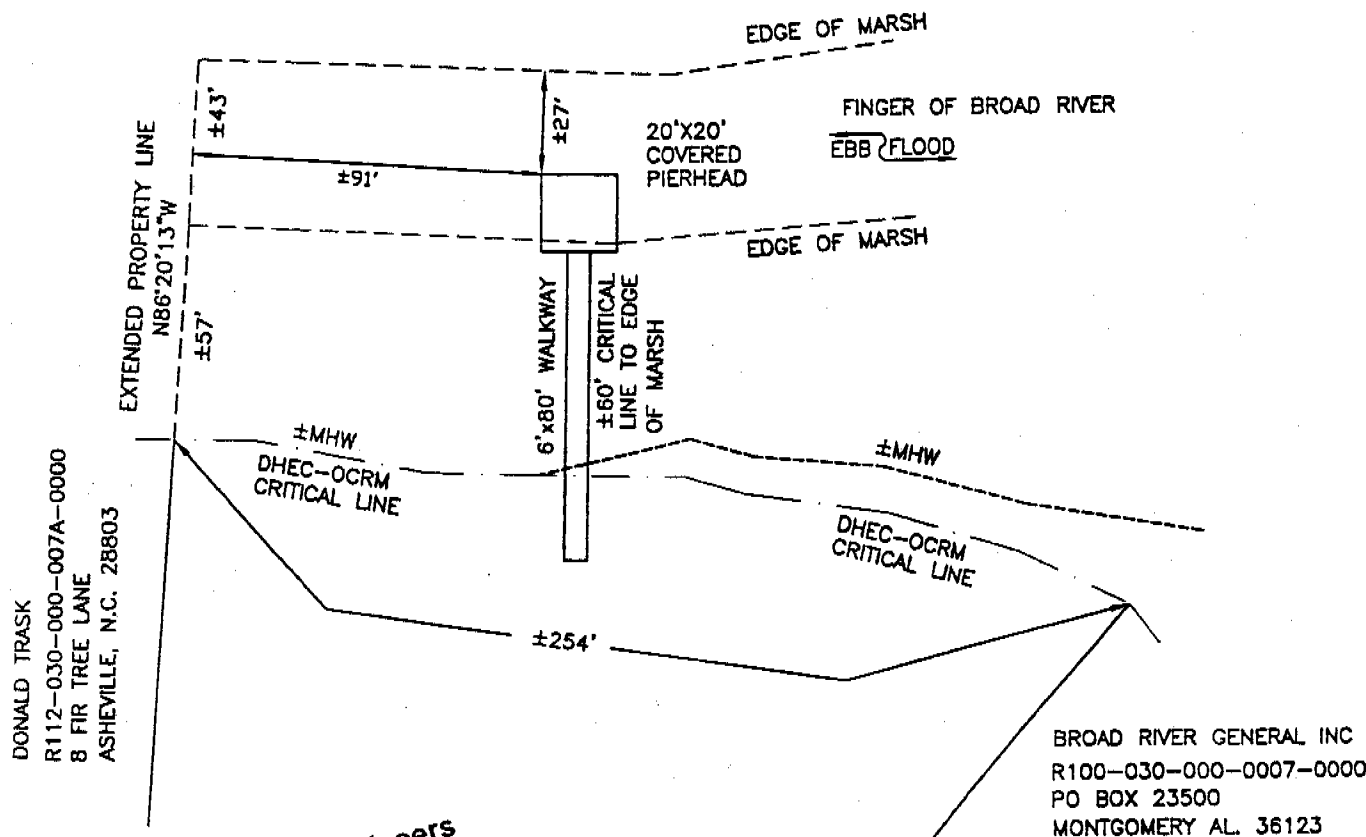 EDGE OF MARSH
±43'
±27'
20'X20'
COVERED
PIERHEAD
FINGER OF BROAD RIVER
EBB FLOOD
±91'
EXTENDED PROPERTY LINE
N86°20'13"W
EDGE OF MARSH
±57'
6'x80' WALKWAY
±60' CRITICAL
LINE TO EDGE
OF MARSH
±MHW
DHEC-OCRM
CRITICAL LINE
±MHW
DHEC-OCRM
CRITICAL LINE
±254'
DONALD TRASK
R112-030-000-007A-0000
8 FIR TREE LANE
ASHEVILLE, N.C. 28803
BROAD RIVER GENERAL INC
R100-030-000-0007-0000
PO BOX 23500
MONTGOMERY AL. 36123